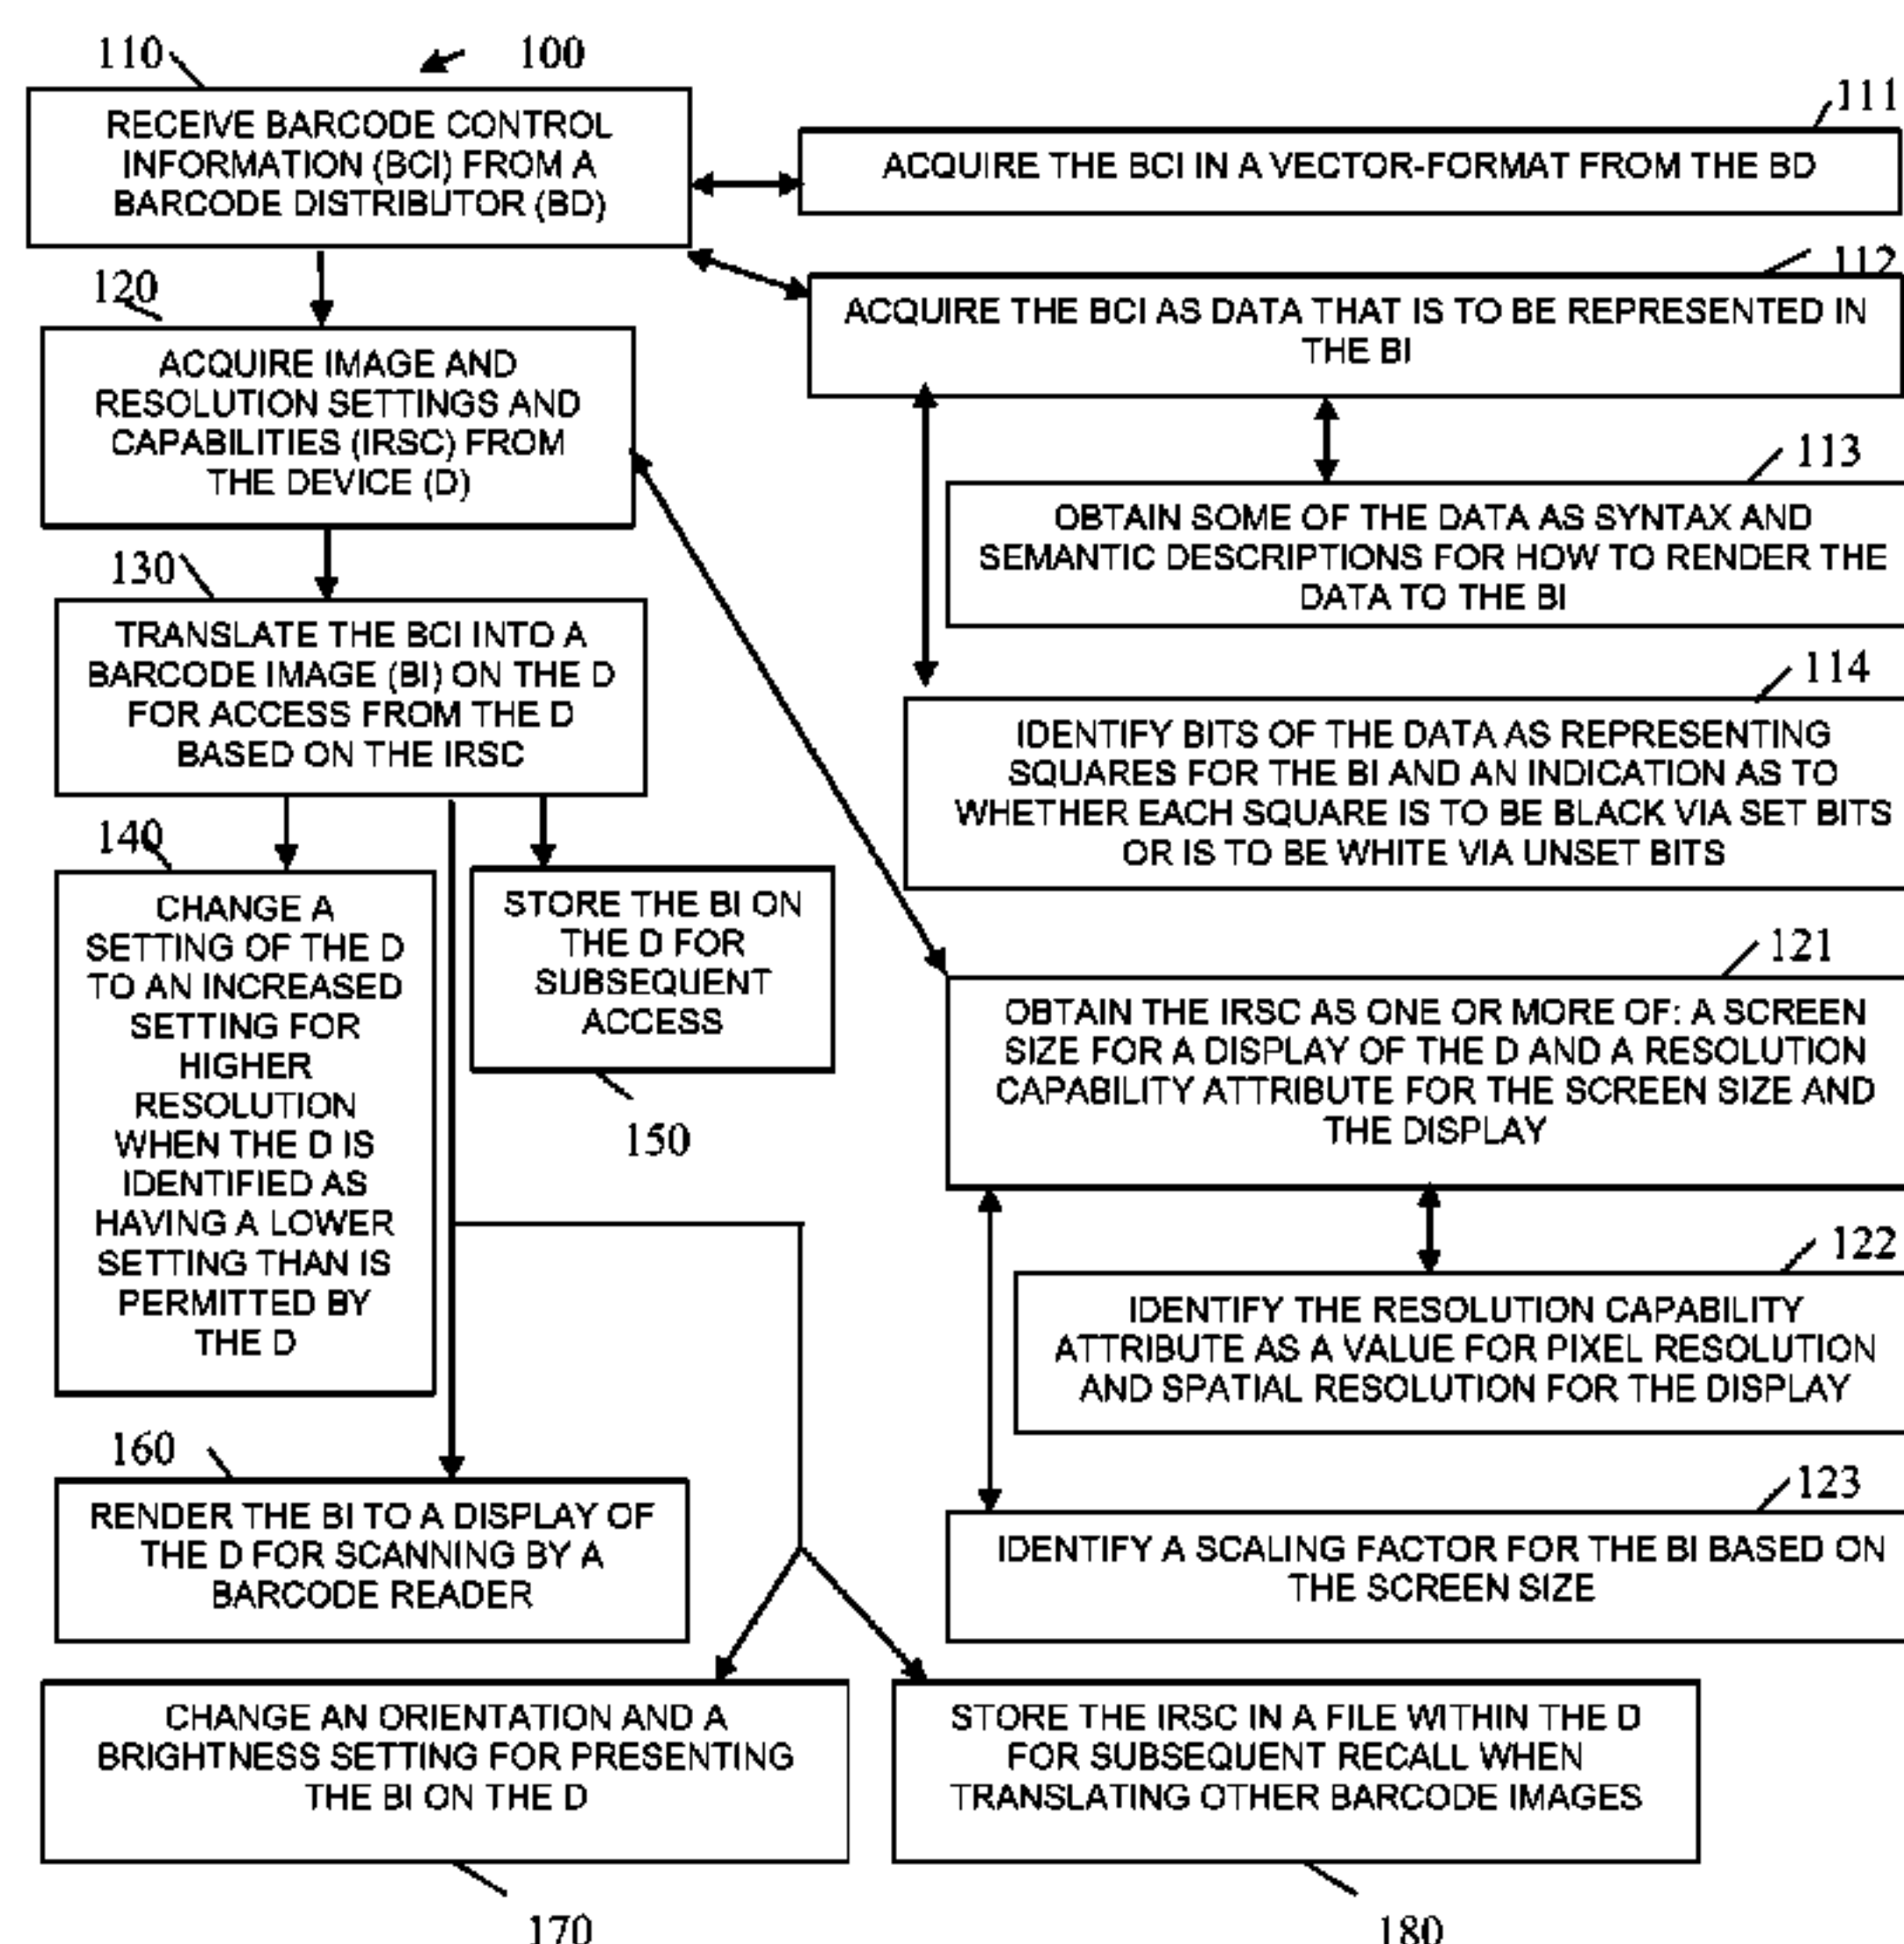 110
100
RECEIVE BARCODE CONTROL
INFORMATION (BCI) FROM A
BARCODE DISTRIBUTOR (BD)
111
ACQUIRE THE BCI IN A VECTOR-FORMAT FROM THE BD
112
ACQUIRE THE BCI AS DATA THAT IS TO BE REPRESENTED IN
THE BI
120
ACQUIRE IMAGE AND
RESOLUTION SETTINGS AND
CAPABILITIES (IRSC) FROM
THE DEVICE (D)
113
OBTAIN SOME OF THE DATA AS SYNTAX AND
SEMANTIC DESCRIPTIONS FOR HOW TO RENDER THE
DATA TO THE BI
130
TRANSLATE THE BCI INTO A
BARCODE IMAGE (BI) ON THE D
FOR ACCESS FROM THE D
BASED ON THE IRSC
114
IDENTIFY BITS OF THE DATA AS REPRESENTING
SQUARES FOR THE BI AND AN INDICATION AS TO
WHETHER EACH SQUARE IS TO BE BLACK VIA SET BITS
OR IS TO BE WHITE VIA UNSET BITS
140
CHANGE A
SETTING OF THE D
TO AN INCREASED
SETTING FOR
HIGHER
RESOLUTION
WHEN THE D IS
IDENTIFIED AS
HAVING A LOWER
SETTING THAN IS
PERMITTED BY
THE D
STORE THE BI ON
THE D FOR
SUBSEQUENT
ACCESS
150
121
OBTAIN THE IRSC AS ONE OR MORE OF: A SCREEN
SIZE FOR A DISPLAY OF THE D AND A RESOLUTION
CAPABILITY ATTRIBUTE FOR THE SCREEN SIZE AND
THE DISPLAY
122
IDENTIFY THE RESOLUTION CAPABILITY
ATTRIBUTE AS A VALUE FOR PIXEL RESOLUTION
AND SPATIAL RESOLUTION FOR THE DISPLAY
160
RENDER THE BI TO A DISPLAY OF
THE D FOR SCANNING BY A
BARCODE READER
123
IDENTIFY A SCALING FACTOR FOR THE BI BASED ON
THE SCREEN SIZE
CHANGE AN ORIENTATION AND A
BRIGHTNESS SETTING FOR PRESENTING
THE BI ON THE D
170
STORE THE IRSC IN A FILE WITHIN THE D
FOR SUBSEQUENT RECALL WHEN
TRANSLATING OTHER BARCODE IMAGES
180